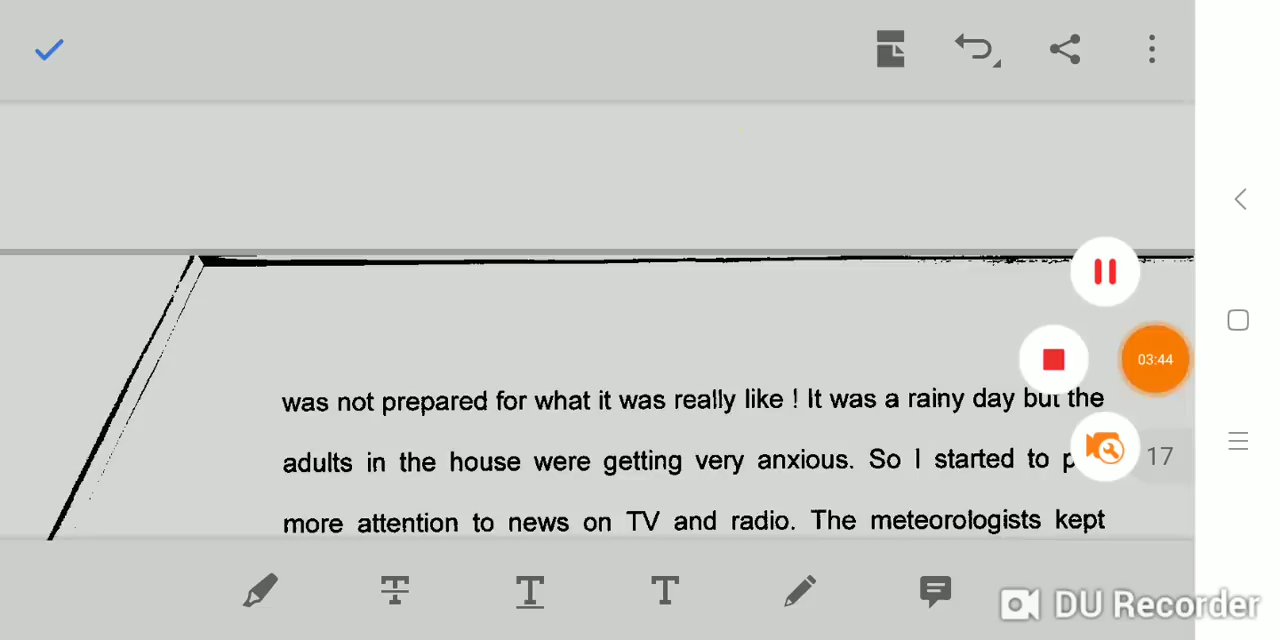 03:44
was not prepared for what it was really like ! It was a rainy day but the
adults in the house were getting very anxious. So I started to
17
more attention to news on TV and radio. The meteorologists kept
DU Recorder